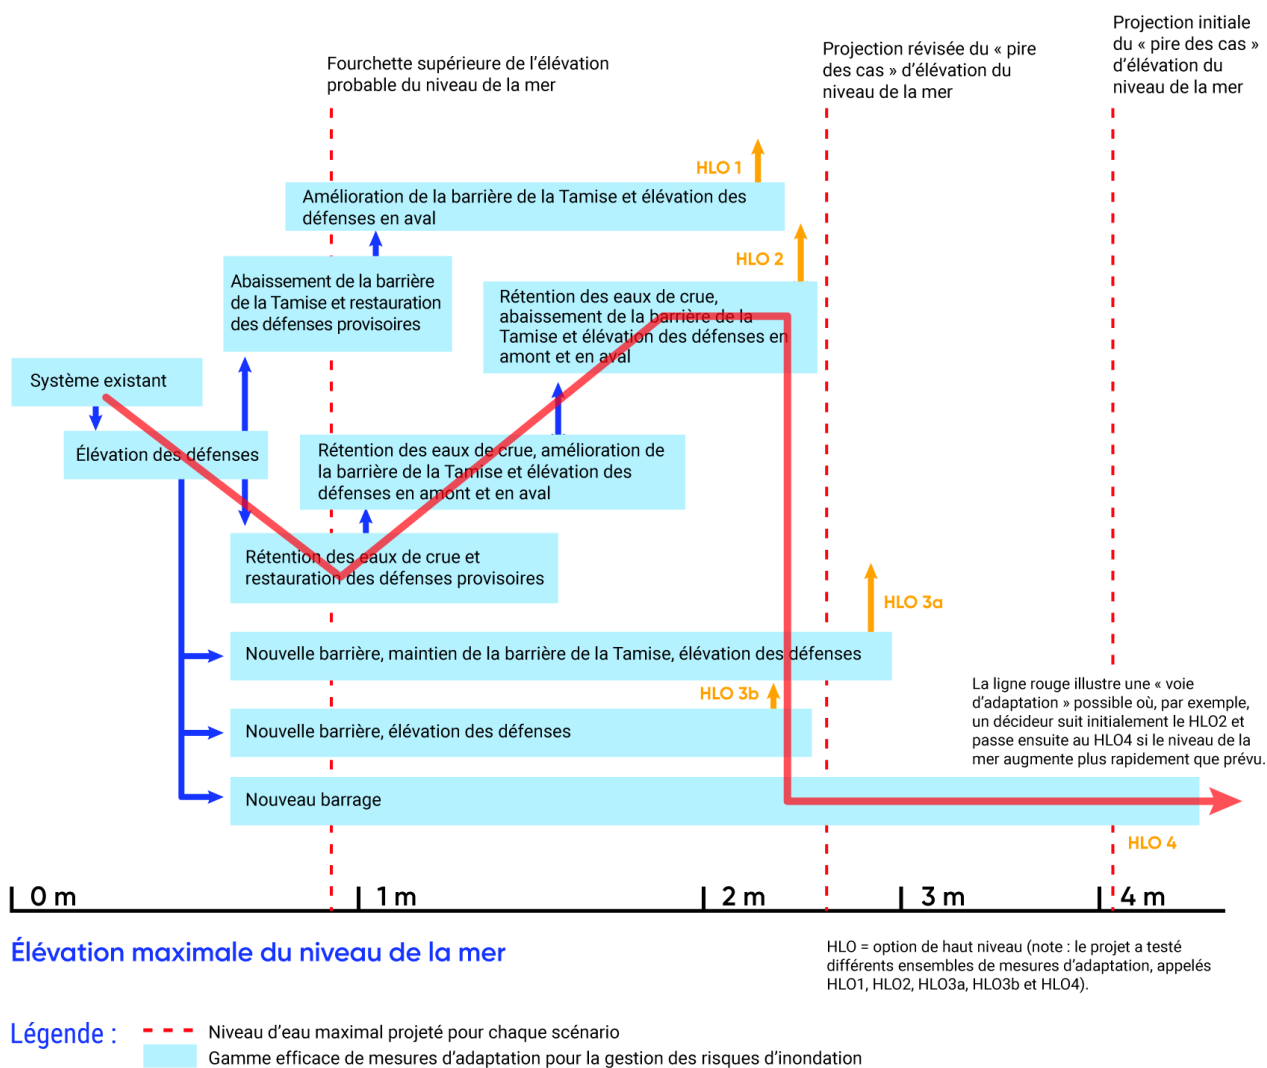 Projection initiale
du « pire des cas »
d’élévation du
niveau de la mer
Projection révisée du « pire
des cas » d’élévation du
niveau de la mer
Fourchette supérieure de l’élévation
probable du niveau de la mer
HLO 1
Amélioration de la barrière de la Tamise et élévation des
défenses en aval
HLO 2
Abaissement de la barrière
de la Tamise et restauration
des défenses provisoires
Rétention des eaux de crue,
abaissement de la barrière de la
Tamise et élévation des défenses en
amont et en aval
Système existant
Élévation des défenses
Rétention des eaux de crue, amélioration de
la barrière de la Tamise et élévation des
défenses en amont et en aval
Rétention des eaux de crue et
restauration des défenses provisoires
HLO 3a
Nouvelle barrière, maintien de la barrière de la Tamise, élévation des défenses
HLO 3b
Nouvelle barrière, élévation des défenses
La ligne rouge illustre une « voie
d’adaptation » possible où, par exemple,
un décideur suit initialement le HLO2 et
passe ensuite au HLO4 si le niveau de la
mer augmente plus rapidement que prévu.
Nouveau barrage
HLO 4
0 m
1 m
2 m
3 m
4 m
Élévation maximale du niveau de la mer
HLO = option de haut niveau (note : le projet a testé
différents ensembles de mesures d’adaptation, appelés
HLO1, HLO2, HLO3a, HLO3b et HLO4).
Légende :
Niveau d’eau maximal projeté pour chaque scénario
Gamme efficace de mesures d’adaptation pour la gestion des risques d’inondation